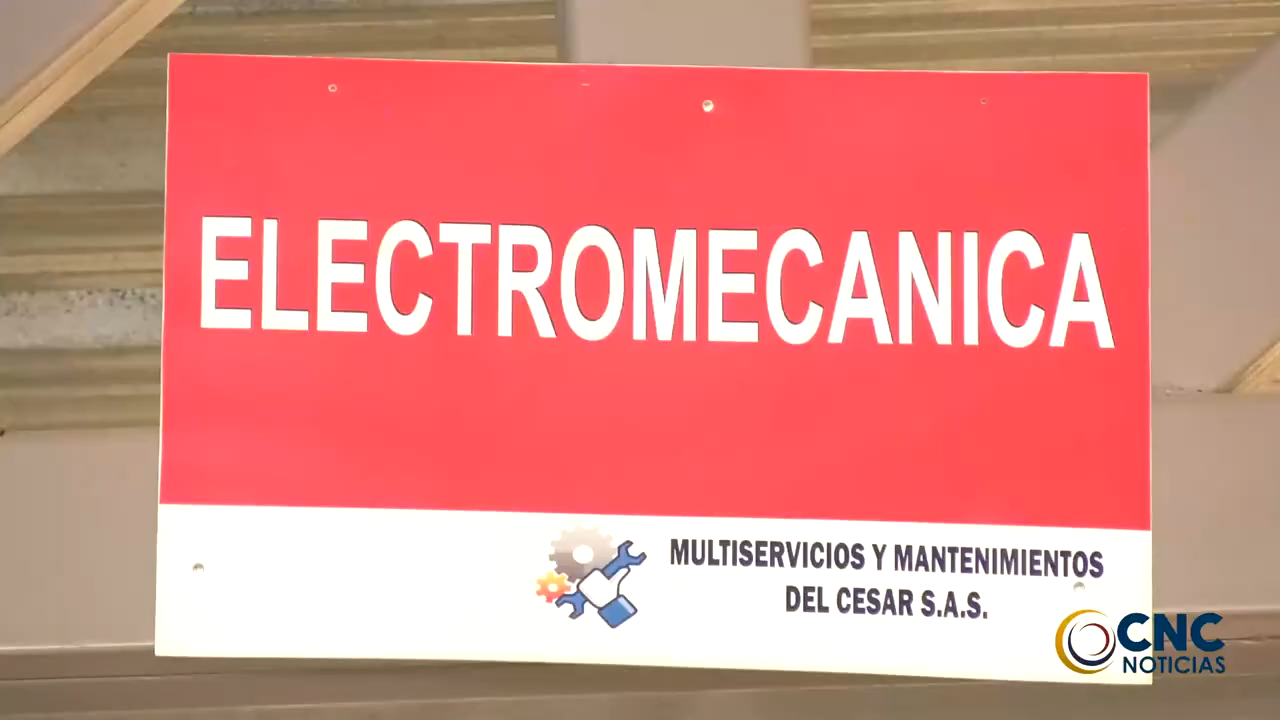 ELECTROMECANICA
MULTISERVICIOS Y MANTENIMIENTOS
DEL CESAR S.A.S.
CNC
NOTICIAS